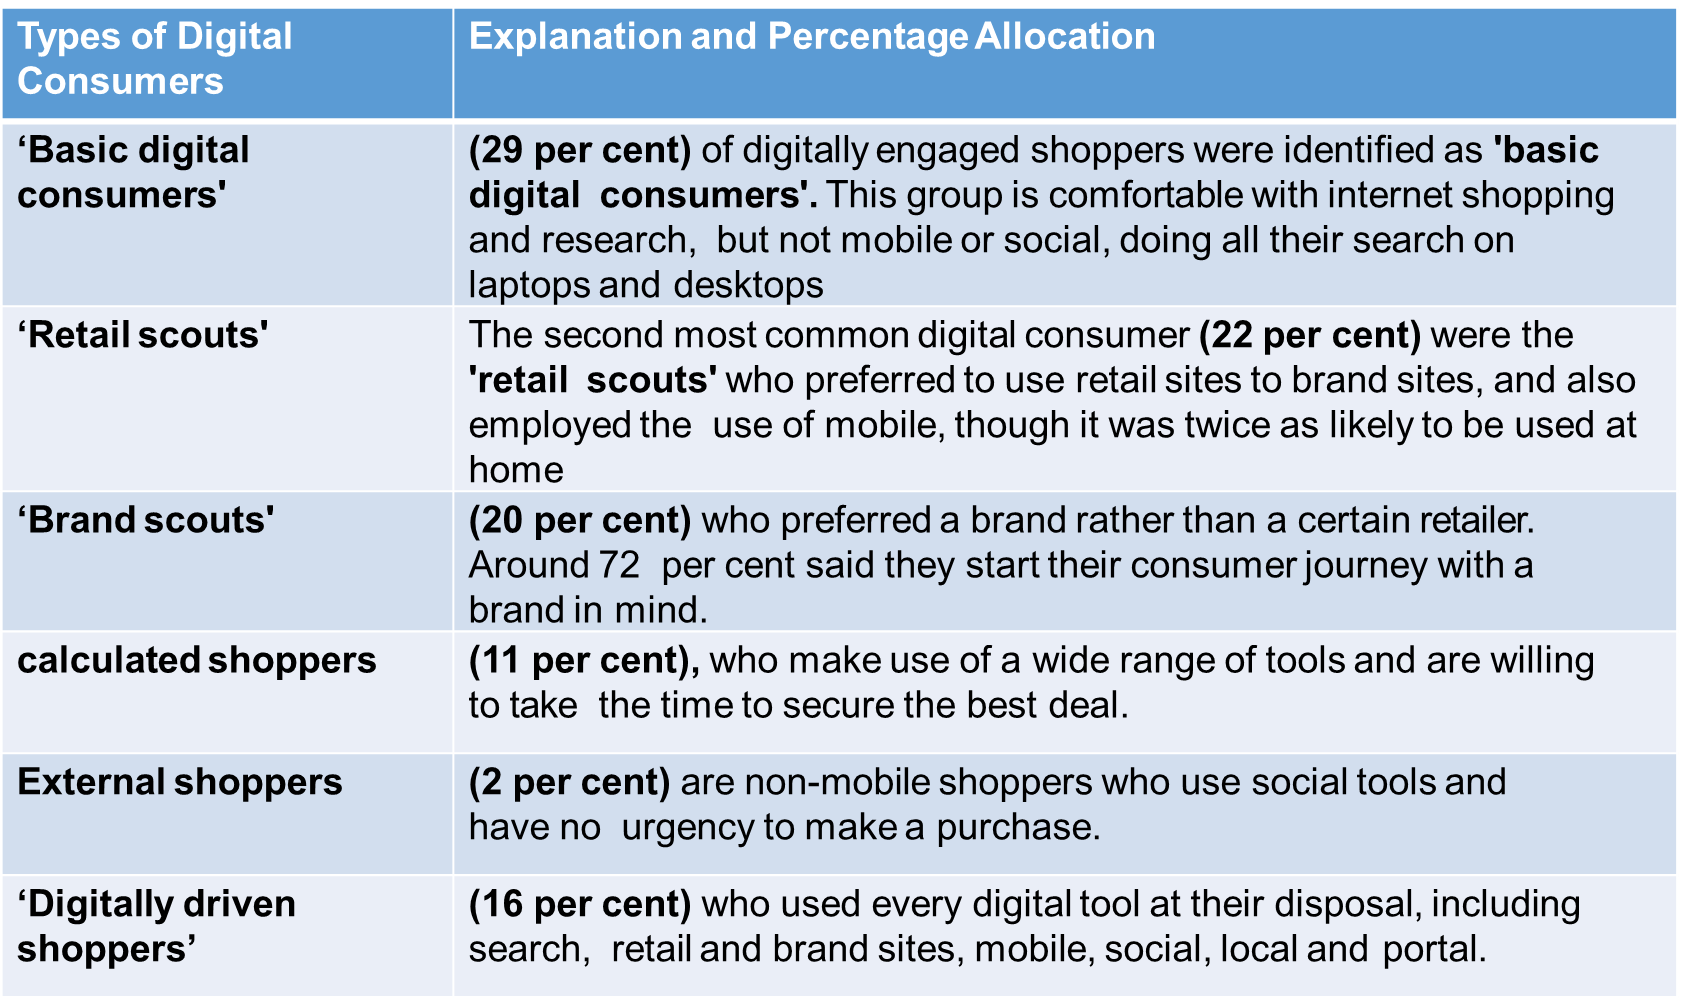 Types of Digital
Consumers
Explanation and Percentage Allocation
‘Basic digital
consumers'
(29 per cent) of digitally engaged shoppers were identified as 'basic
digital consumers'. This group is comfortable with internet shopping
and research, but not mobile or social, doing all their search on
laptops and desktops
‘Retail scouts'
The second most common digital consumer (22 per cent) were the
'retail scouts' who preferred to use retail sites to brand sites, and also
employed the use of mobile, though it was twice as likely to be used at
home
‘Brand scouts'
(20 per cent) who preferred a brand rather than a certain retailer.
Around 72 per cent said they start their consumer journey with a
brand in mind.
calculated shoppers
(11 per cent), who make use of a wide range of tools and are willing
to take the time to secure the best deal.
External shoppers
(2 per cent) are non-mobile shoppers who use social tools and
have no urgency to make a purchase.
‘Digitally driven
shoppers’
(16 per cent) who used every digital tool at their disposal, including
search, retail and brand sites, mobile, social, local and portal.